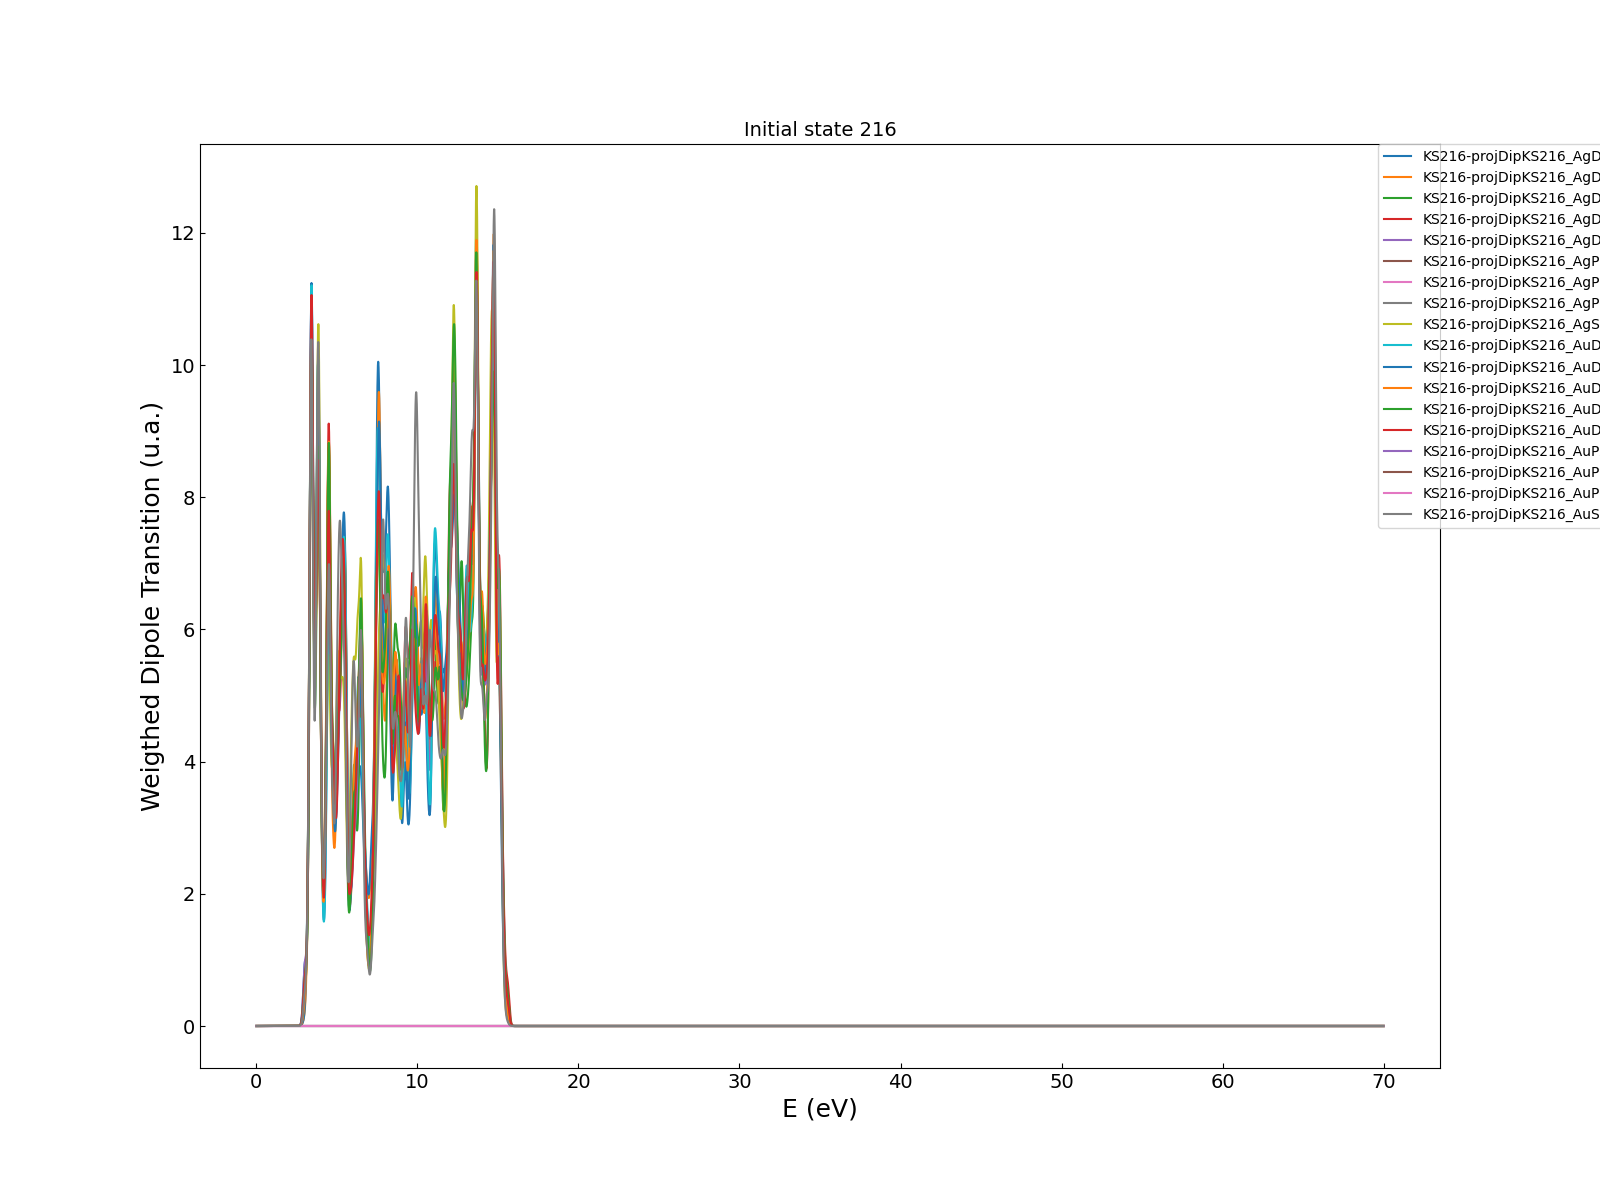 Initial state 216
Weigthed Dipole Transition (u.a.)
12
10
8
6
4
2
0
0 10 20 30 40 50 60 70
E (eV)
KS216-projDipKS216_AgD
KS216-projDipKS216_AgD
KS216-projDipKS216_AgD
KS216-projDipKS216_AgD
KS216-projDipKS216_AgD
KS216-projDipKS216_AgP
KS216-projDipKS216_AgP
KS216-projDipKS216_AgP
KS216-projDipKS216_AgS
KS216-projDipKS216_AuD
KS216-projDipKS216_AuD
KS216-projDipKS216_AuD
KS216-projDipKS216_AuD
KS216-projDipKS216_AuD
KS216-projDipKS216_AuP
KS216-projDipKS216_AuP
KS216-projDipKS216_AuP
KS216-projDipKS216_AuS